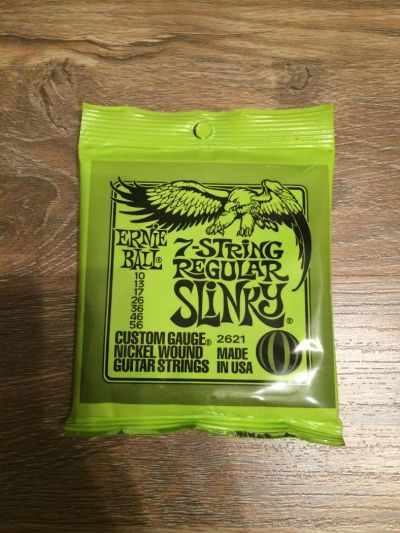 ERNIE
BALL®
7-STRING
REGULAR
SLINKY®
10
13
17
26
36
46
56
CUSTOM GAUGE®
NICKEL WOUND
GUITAR STRINGS
2621
MADE
IN USA